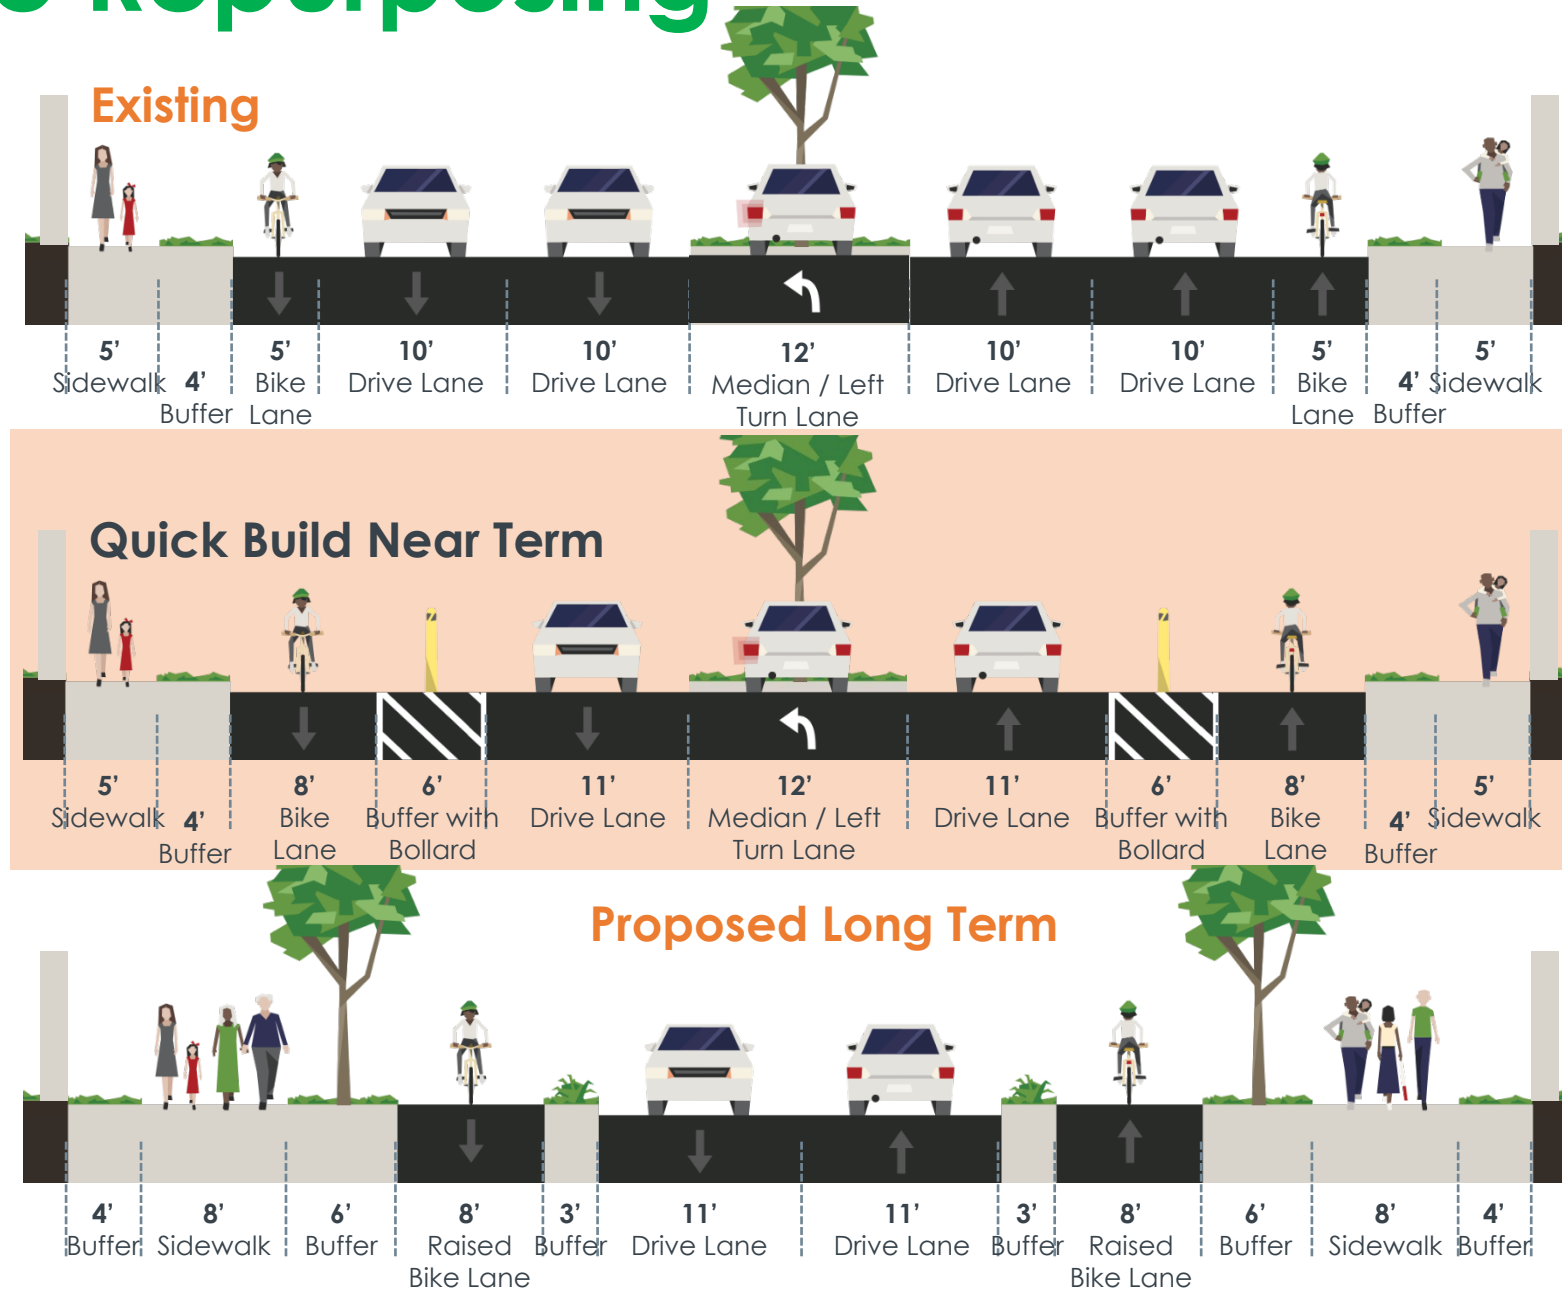 Repurposing
Existing
5’ 5’ 10’ 10’ 12’ 10’ 10’ 5’ 5’
Sidewalk 4’ Bike Drive Lane Drive Lane Median / Left Drive Lane Drive Lane Bike 4’ Sidewalk
Buffer Lane Turn Lane Lane Buffer
Quick Build Near Term
5’ 8’ 6’ 11’ 12’ 11’ 6’ 8’ 5’
Sidewalk 4’ Bike Buffer with Drive Lane Median / Left Drive Lane Buffer with Bike 4’ Sidewalk
Buffer Lane Bollard Turn Lane Bollard Lane Buffer
Proposed Long Term
4’ 8’ 6’ 8’ 3’ 11’ 11’ 3’ 8’ 6’ 8’ 4’
Buffer Sidewalk Buffer Raised Buffer Drive Lane Drive Lane Buffer Raised Buffer Sidewalk Buffer
Bike Lane Bike Lane